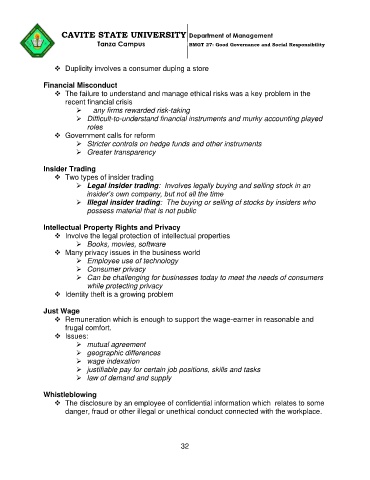 CAVITE STATE UNIVERSITY Department of Management
Tanza Campus BMGT 27- Good Governance and Social Responsibility
❖ Duplicity involves a consumer duping a store
Financial Misconduct
❖ The failure to understand and manage ethical risks was a key problem in the
recent financial crisis
➢ any firms rewarded risk-taking
➢ Difficult-to-understand financial instruments and murky accounting played
roles
❖ Government calls for reform
➢ Stricter controls on hedge funds and other instruments
➢ Greater transparency
Insider Trading
❖ Two types of insider trading
➢ Legal insider trading: Involves legally buying and selling stock in an
insider's own company, but not all the time
➢ Illegal insider trading: The buying or selling of stocks by insiders who
possess material that is not public
Intellectual Property Rights and Privacy
❖ Involve the legal protection of intellectual properties
➢ Books, movies, software
❖ Many privacy issues in the business world
➢ Employee use of technology
➢ Consumer privacy
➢ Can be challenging for businesses today to meet the needs of consumers
while protecting privacy
❖ Identity theft is a growing problem
Just Wage
❖ Remuneration which is enough to support the wage-earner in reasonable and
frugal comfort.
❖ Issues:
➢ mutual agreement
➢ geographic differences
➢ wage indexation
➢ justifiable pay for certain job positions, skills and tasks
➢ law of demand and supply
Whistleblowing
❖ The disclosure by an employee of confidential information which relates to some
danger, fraud or other illegal or unethical conduct connected with the workplace.
32